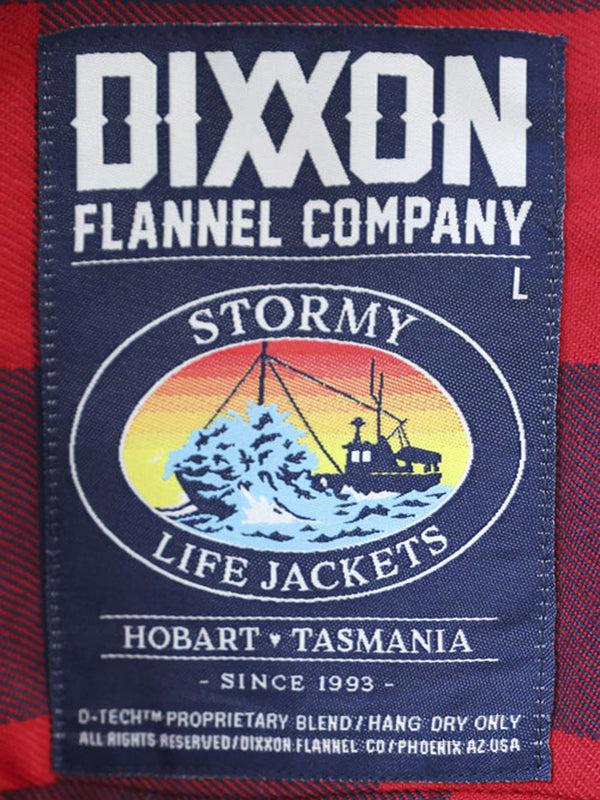 DIXXON
FLANNEL COMPANY
L
STORMY
LIFE JACKETS
HOBART ♥ TASMANIA
- SINCE 1993 -
D-TECH™ PROPRIETARY BLEND / HANG DRY ONLY
ALL RIGHTS RESERVED / DIXXON FLANNEL CO / PHOENIX AZ USA